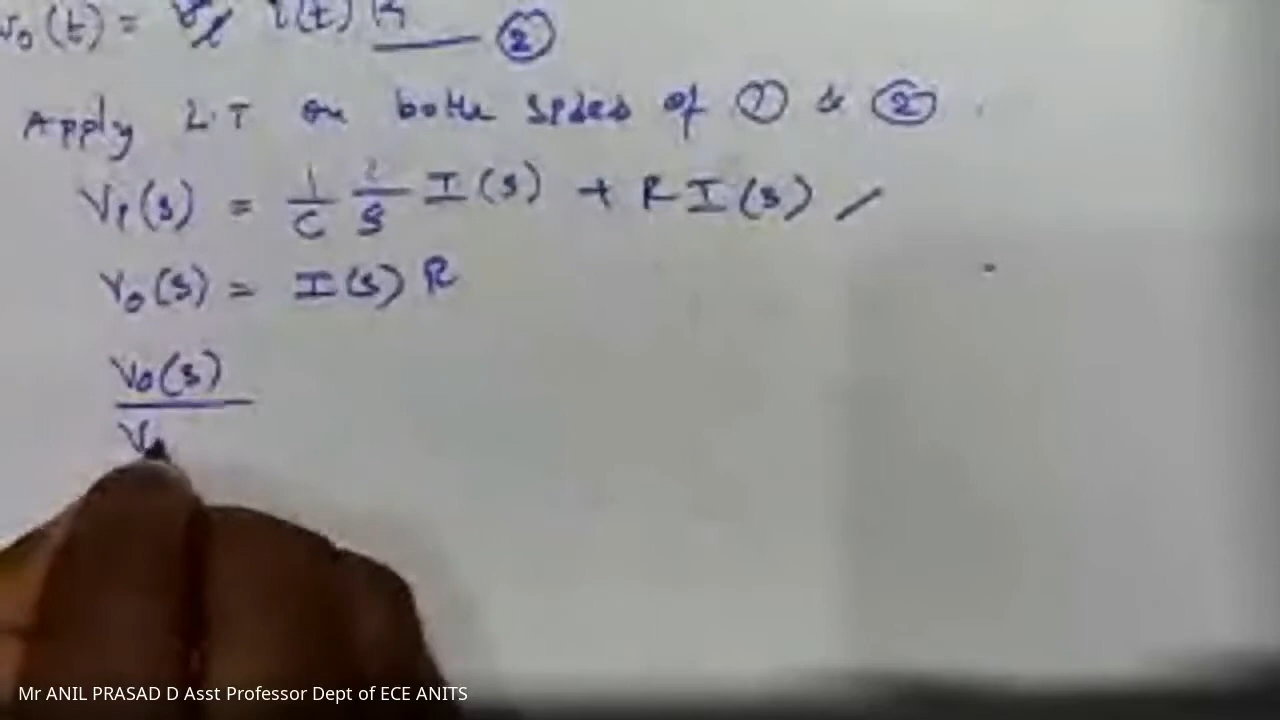 v₀(t) = i(t) R ——— ②
Apply L.T on both sides of ① & ②.
Vi(s) = 1/C 1/S I(s) + R I(s)
V₀(s) = I(s) R
V₀(s)
V
Mr ANIL PRASAD D Asst Professor Dept of ECE ANITS